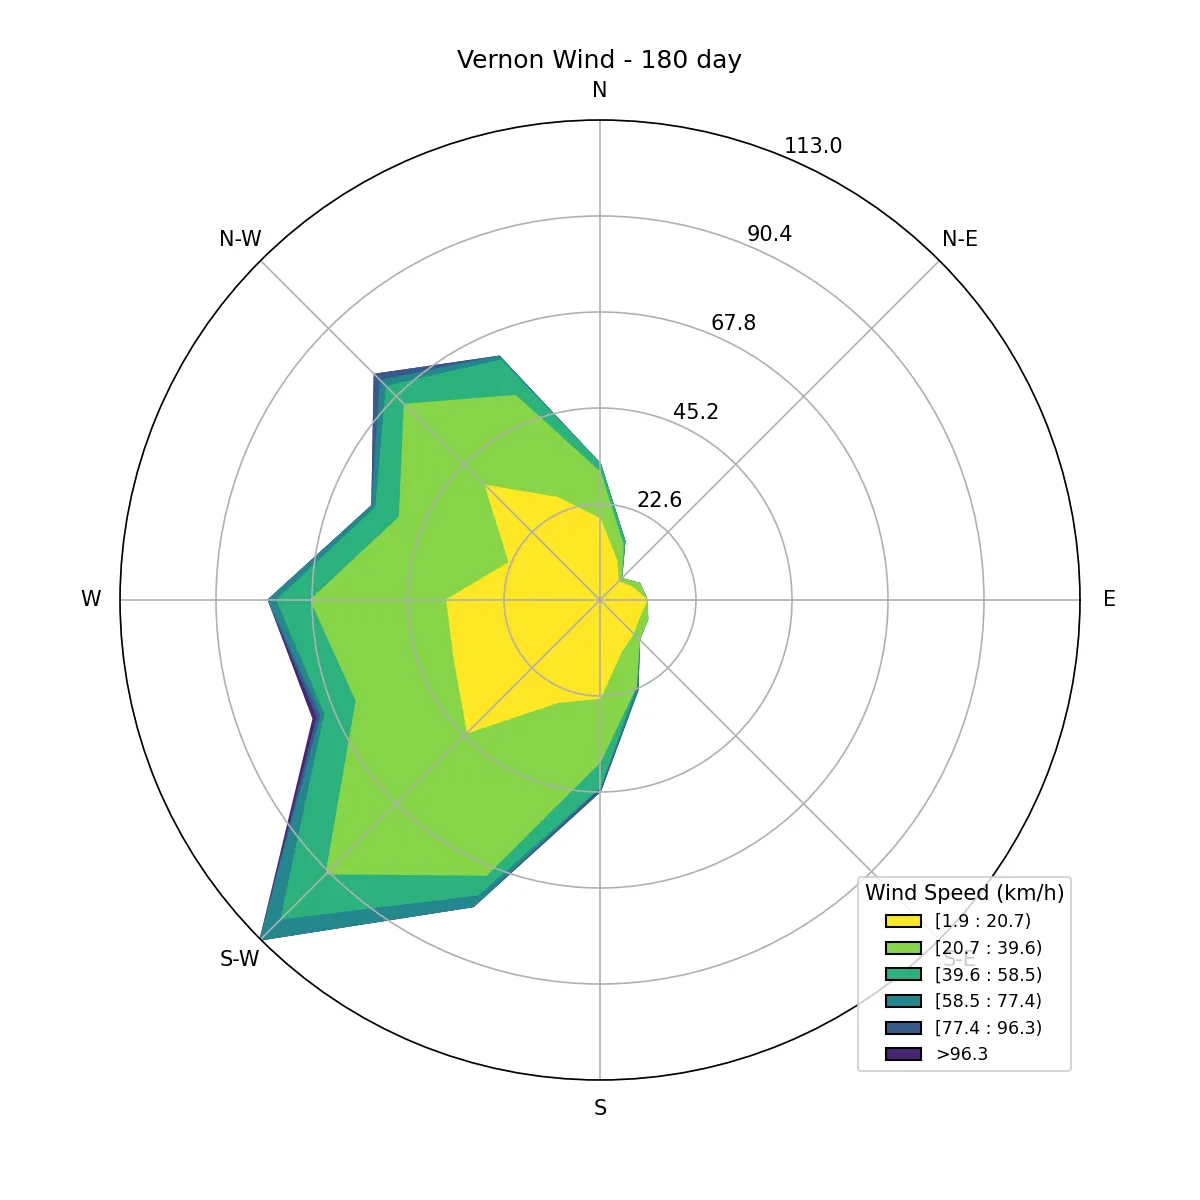 Vernon Wind - 180 day
N
113.0
N-W
90.4
N-E
67.8
45.2
22.6
W
E
S-W
S-E
S
Wind Speed (km/h)
[1.9 : 20.7)
[20.7 : 39.6)
[39.6 : 58.5)
[58.5 : 77.4)
[77.4 : 96.3)
>96.3